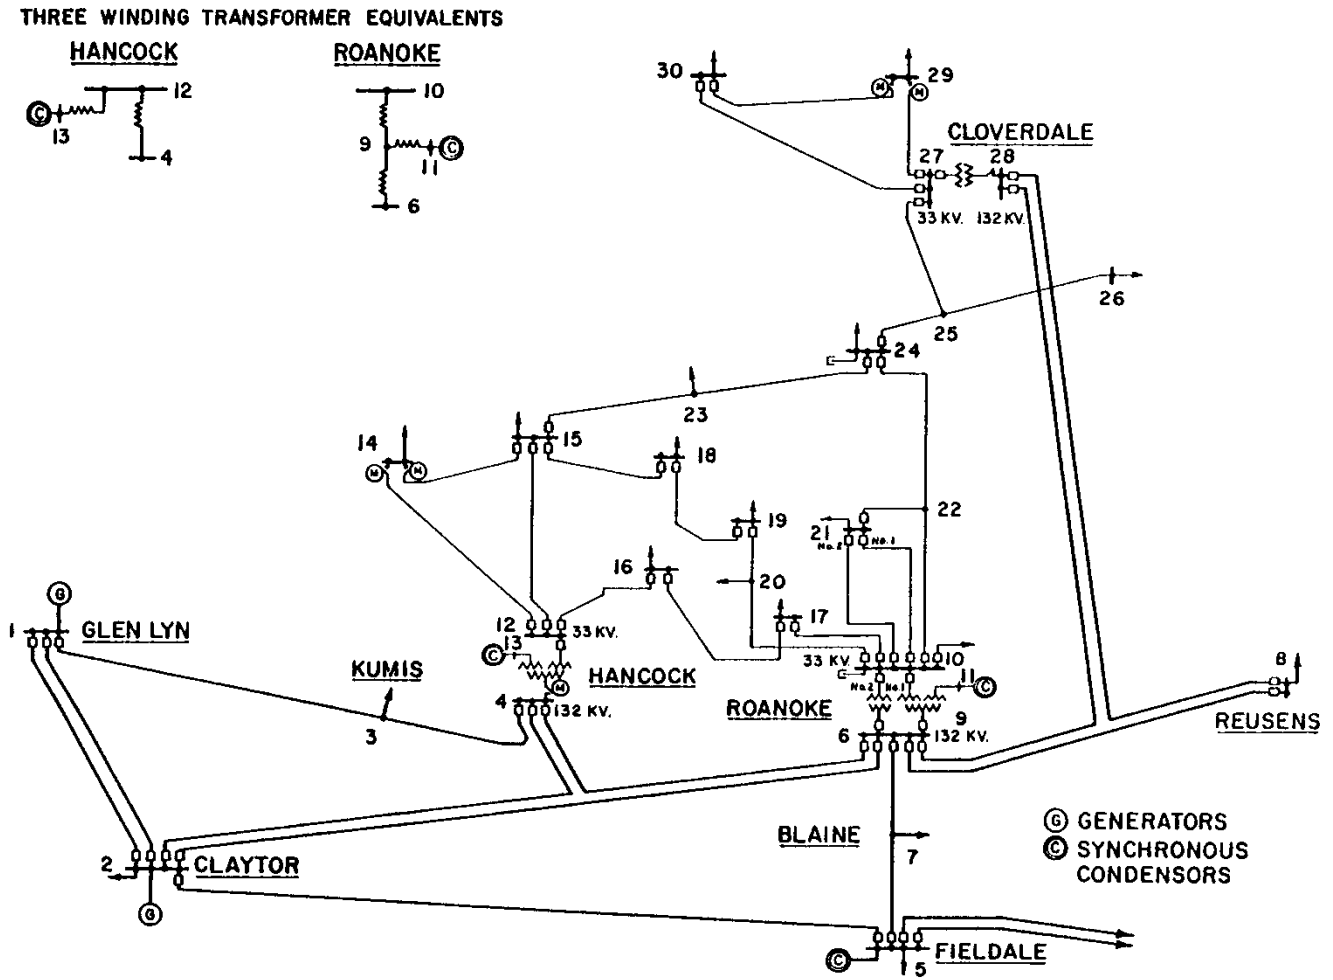 THREE WINDING TRANSFORMER EQUIVALENTS
HANCOCK
ROANOKE
12
C
13
4
10
9
C
11
6
30
29
M
M
CLOVERDALE
27
28
33 KV.
132 KV.
26
25
24
23
14
15
M
M
18
19
22
21
No.2
No.1
16
20
17
G
1
GLEN LYN
12
33 KV.
13
C
HANCOCK
M
4
132 KV.
KUMIS
3
33 KV.
10
No.2
No.1
11
C
ROANOKE
9
6
132 KV.
8
REUSENS
BLAINE
7
2
CLAYTOR
G
C
FIELDALE
5
G GENERATORS
C SYNCHRONOUS
CONDENSORS